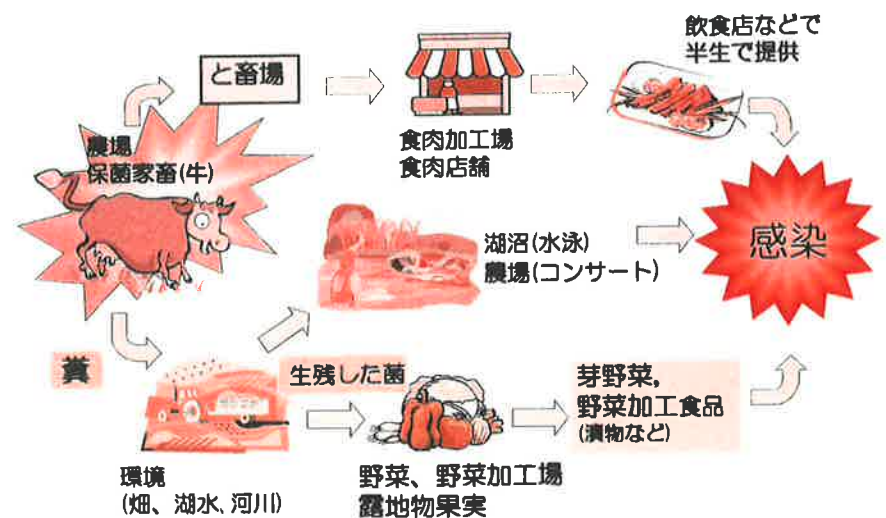 と畜場
飲食店などで
半生で提供
食肉加工場
食肉店舗
農場
保菌家畜(牛)
湖沼(水泳)
農場(コンサート)
感染
糞
生残した菌
環境
(畑、湖水、河川)
野菜、野菜加工場
露地物果実
芽野菜，
野菜加工食品
(漬物など)